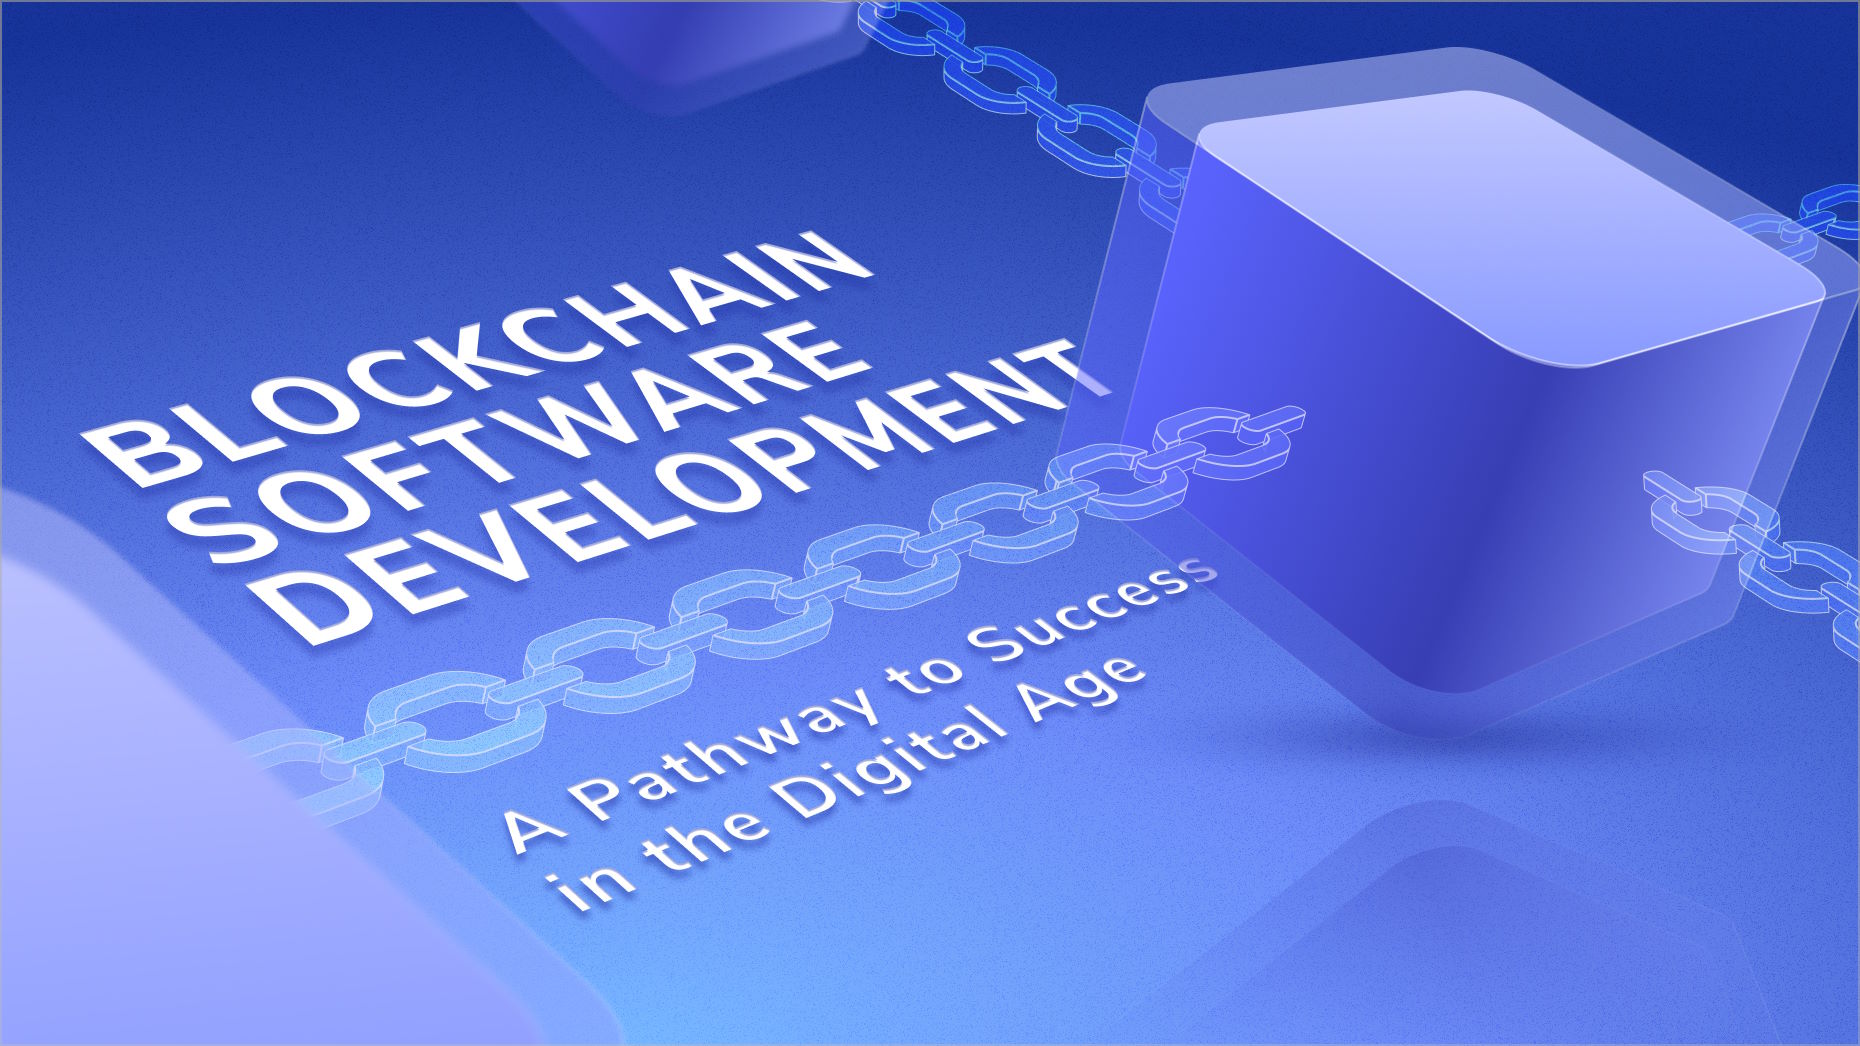 BLOCKCHAIN
SOFTWARE
DEVELOPMENT
A Pathway to Success
in the Digital Age